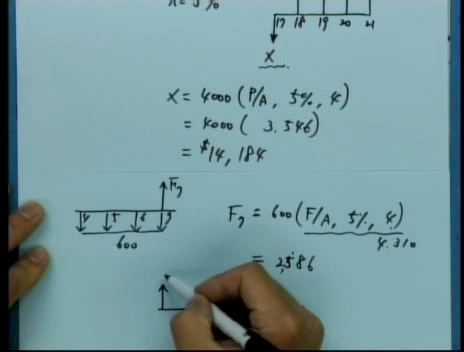 17 18 19 20 21
X
X = 4000 ( P/A, 5%, 4 )
= 4000 ( 3.546 )
= $14,184
F7
4 5 6 7
600
F7 = 600 ( F/A, 5%, 4 )
4.310
= 2,586